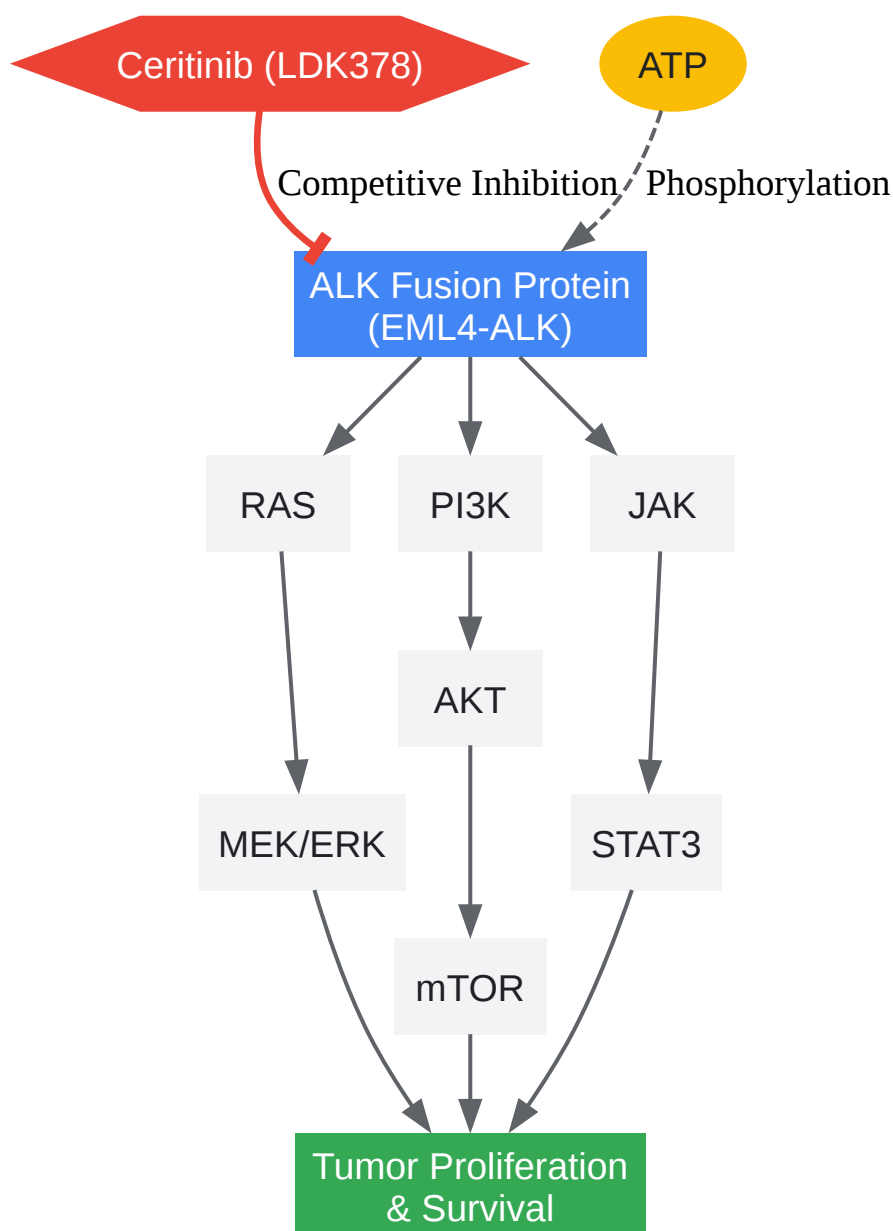 Ceritinib (LDK378)
ATP
Competitive Inhibition
Phosphorylation
ALK Fusion Protein
(EML4-ALK)
RAS
PI3K
JAK
AKT
MEK/ERK
STAT3
mTOR
Tumor Proliferation
& Survival